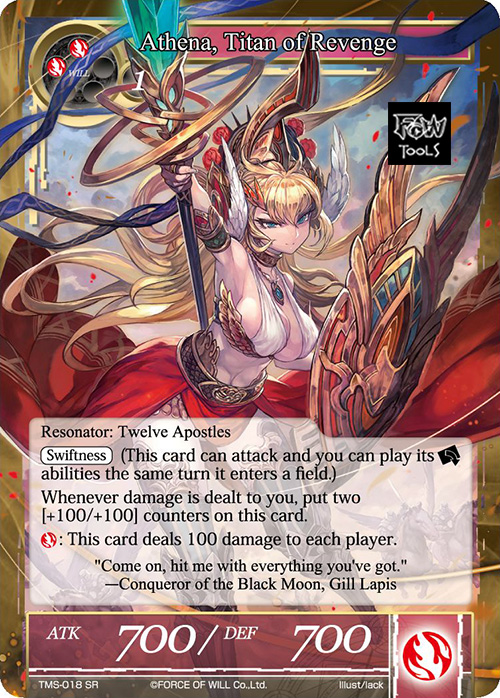 Athena, Titan of Revenge
WILL
1
FoW
TooLS
Resonator: Twelve Apostles
Swiftness (This card can attack and you can play its
abilities the same turn it enters a field.)
Whenever damage is dealt to you, put two
[+100/+100] counters on this card.
: This card deals 100 damage to each player.
"Come on, hit me with everything you've got."
—Conqueror of the Black Moon, Gill Lapis
ATK 700 / DEF 700
TMS-018 SR ©FORCE OF WILL Co.,Ltd. Illust/lack